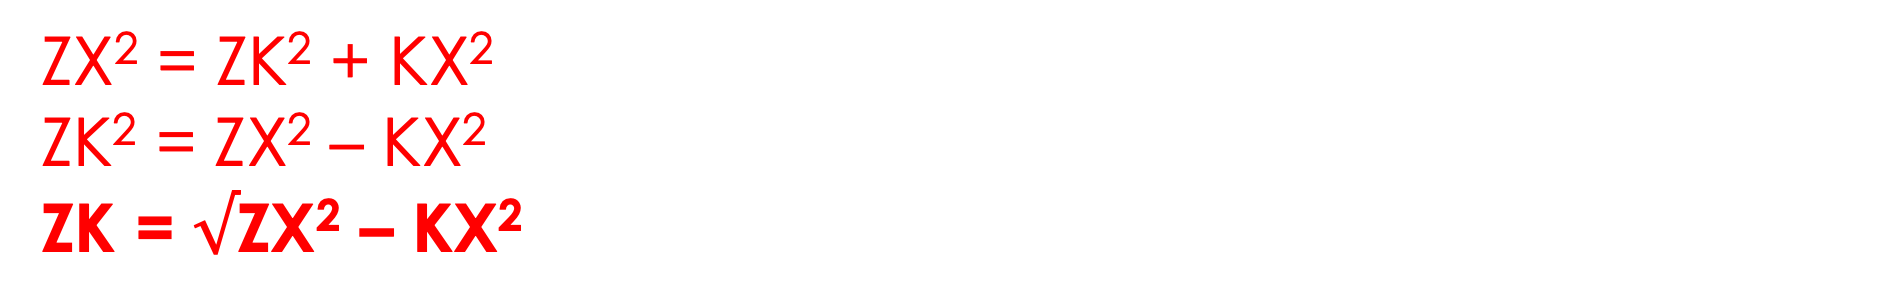 ZX² = ZK² + KX²
ZK² = ZX² – KX²
ZK = √ZX² – KX²